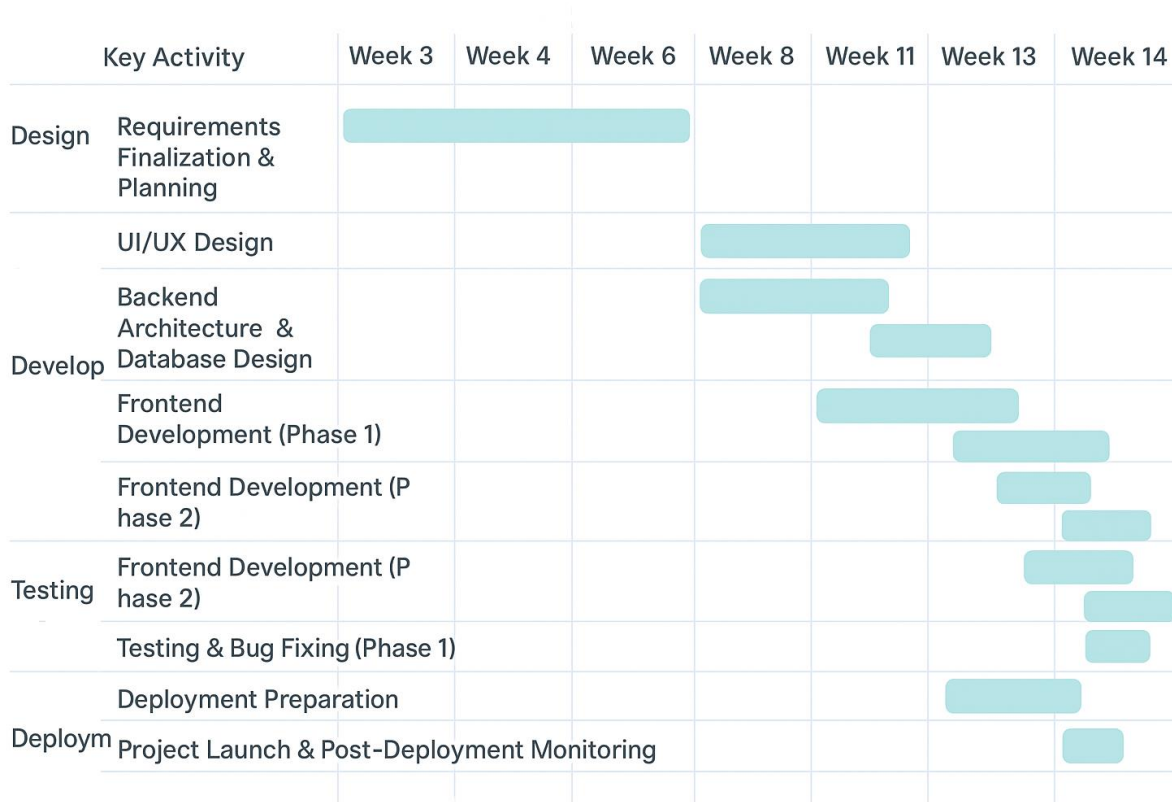 Key Activity Week 3 Week 4 Week 6 Week 8 Week 11 Week 13 Week 14
Design
Requirements
Finalization &
Planning
UI/UX Design
Develop
Backend
Architecture &
Database Design
Frontend
Development (Phase 1)
Frontend Development (P
hase 2)
Testing
Frontend Development (P
hase 2)
Testing & Bug Fixing (Phase 1)
Deploym
Deployment Preparation
Project Launch & Post-Deployment Monitoring